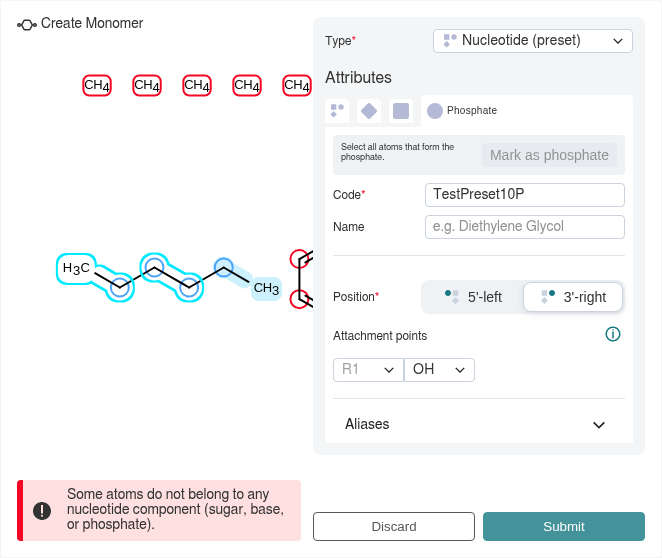 Create Monomer
Type*
Nucleotide (preset)
CH4 CH4 CH4 CH4 CH4
Attributes
Phosphate
Select all atoms that form the
phosphate.
Mark as phosphate
Code*
TestPreset10P
Name
e.g. Diethylene Glycol
H3C
CH3
Position*
5'-left
3'-right
Attachment points
R1
OH
Aliases
Some atoms do not belong to any
nucleotide component (sugar, base,
or phosphate).
Discard
Submit